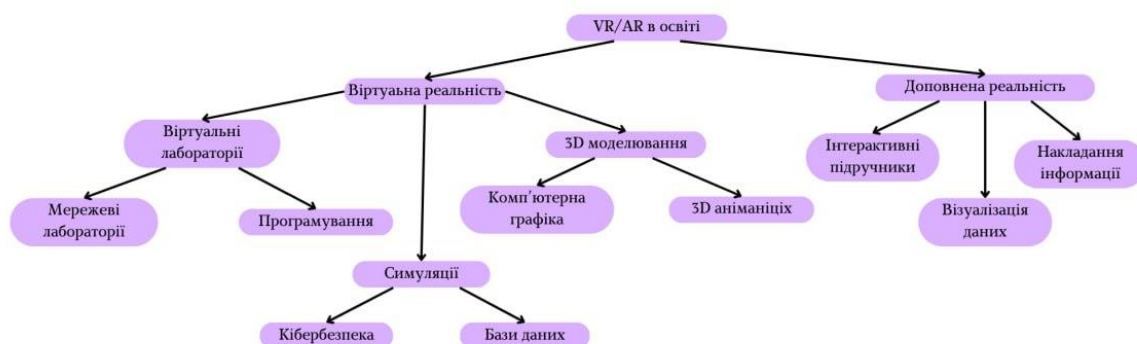 VR/AR в освіті
Віртуаьна реальність
Доповнена реальність
Віртуальні
лабораторії
3D моделювання
Інтерактивні
підручники
Накладання
інформації
Мережеві
лабораторії
Програмування
Комп'ютерна
графіка
3D аніманіціх
Візуалізація
даних
Симуляції
Кібербезпека
Бази даних